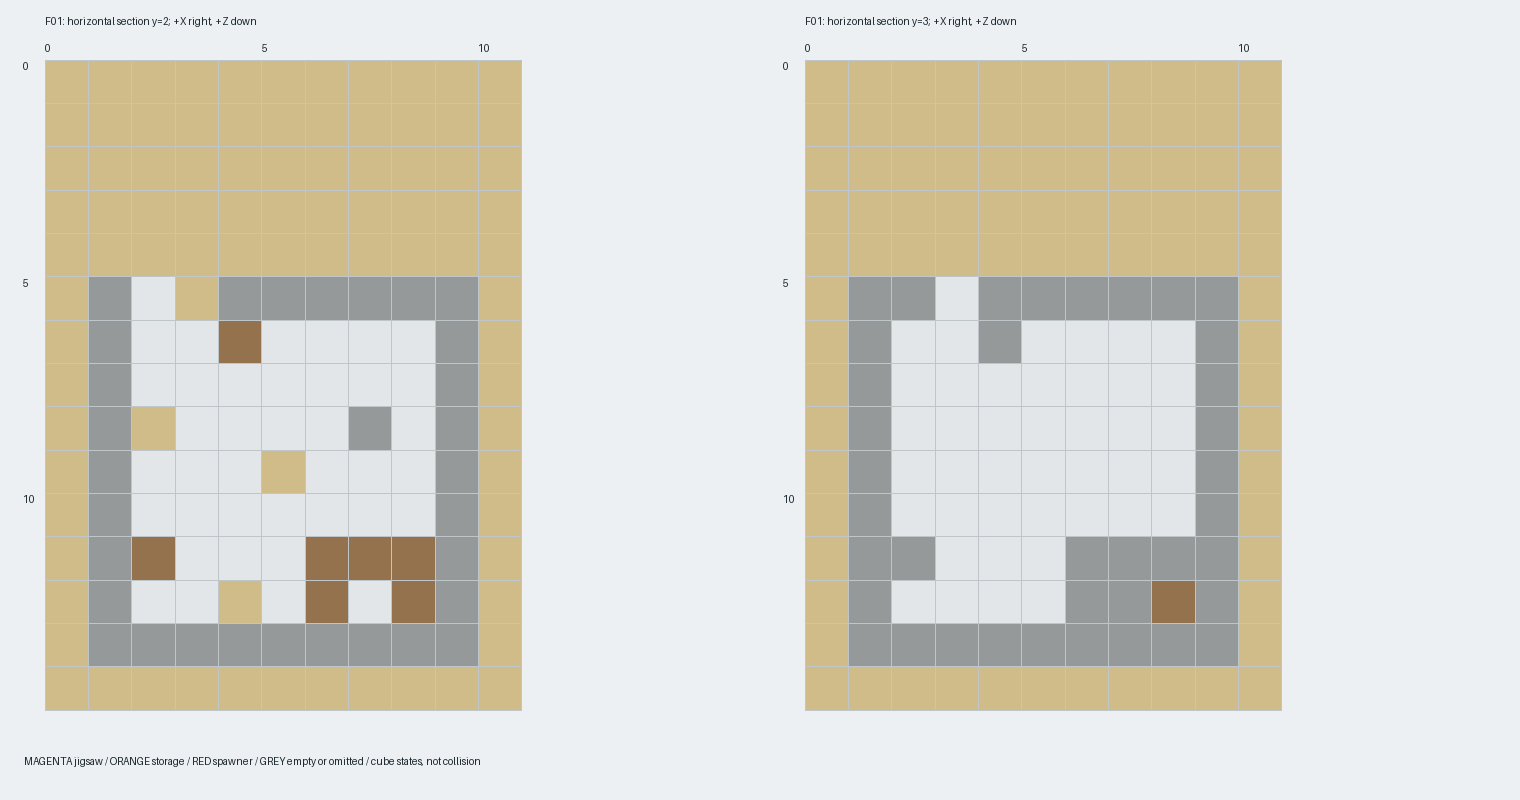 F01: horizontal section y=2; +X right, +Z down
0 5 10
0
5
10
F01: horizontal section y=3; +X right, +Z down
0 5 10
0
5
10
MAGENTA jigsaw / ORANGE storage / RED spawner / GREY empty or omitted / cube states, not collision